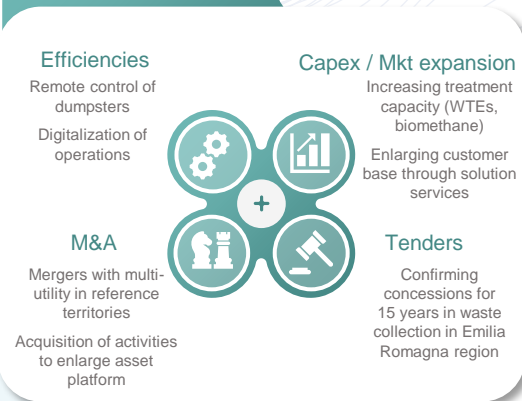 Efficiencies
Remote control of
dumpsters
Digitalization of
operations
Capex / Mkt expansion
Increasing treatment
capacity (WTEs,
biomethane)
Enlarging customer
base through solution
services
+
M&A
Mergers with multi-
utility in reference
territories
Acquisition of activities
to enlarge asset
platform
Tenders
Confirming
concessions for
15 years in waste
collection in Emilia
Romagna region